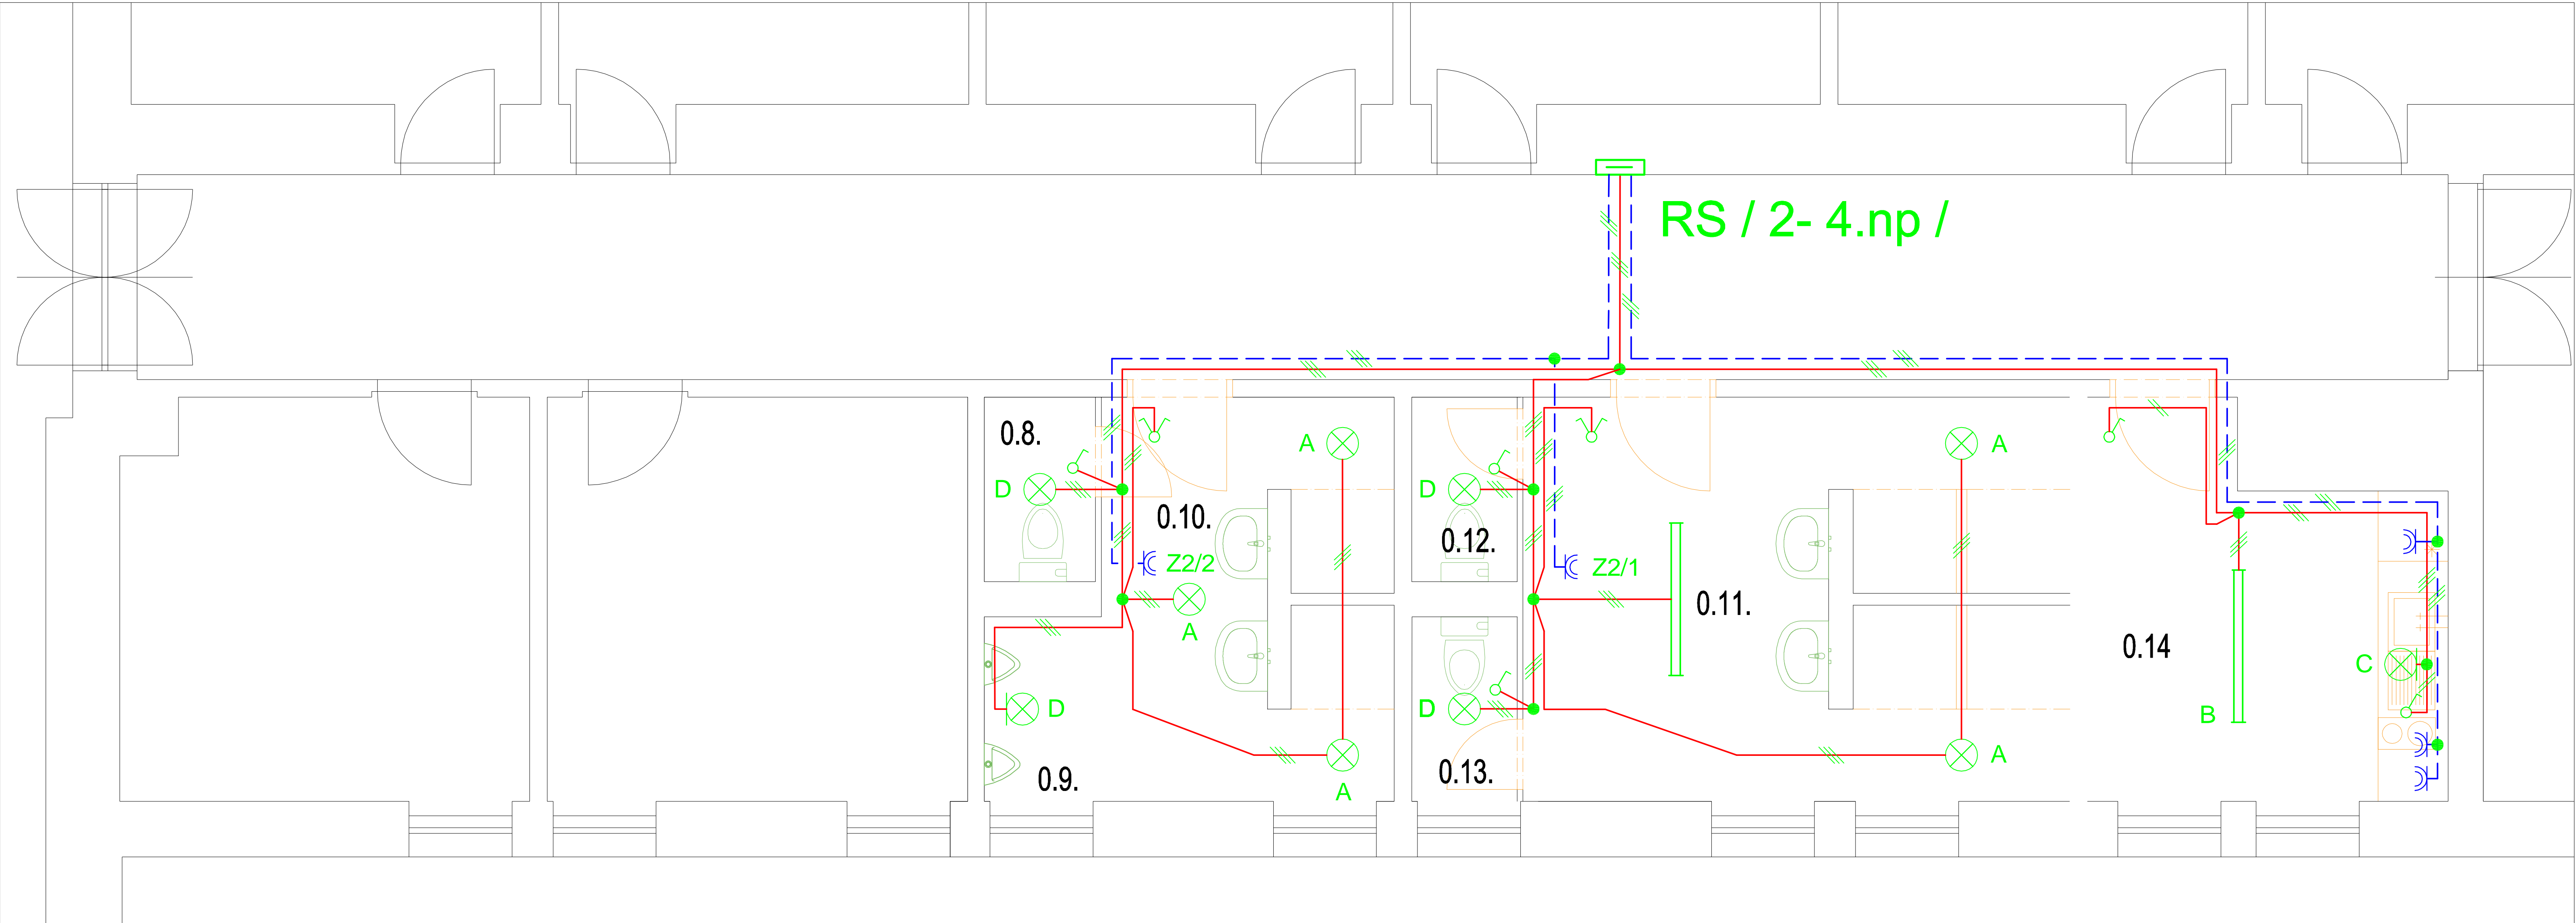 RS / 2- 4.np /
0.8.
A
A
D
D
0.10.
0.12.
Z2/2
Z2/1
0.11.
A
0.14
C
D
D
B
0.9.
0.13.
A
A